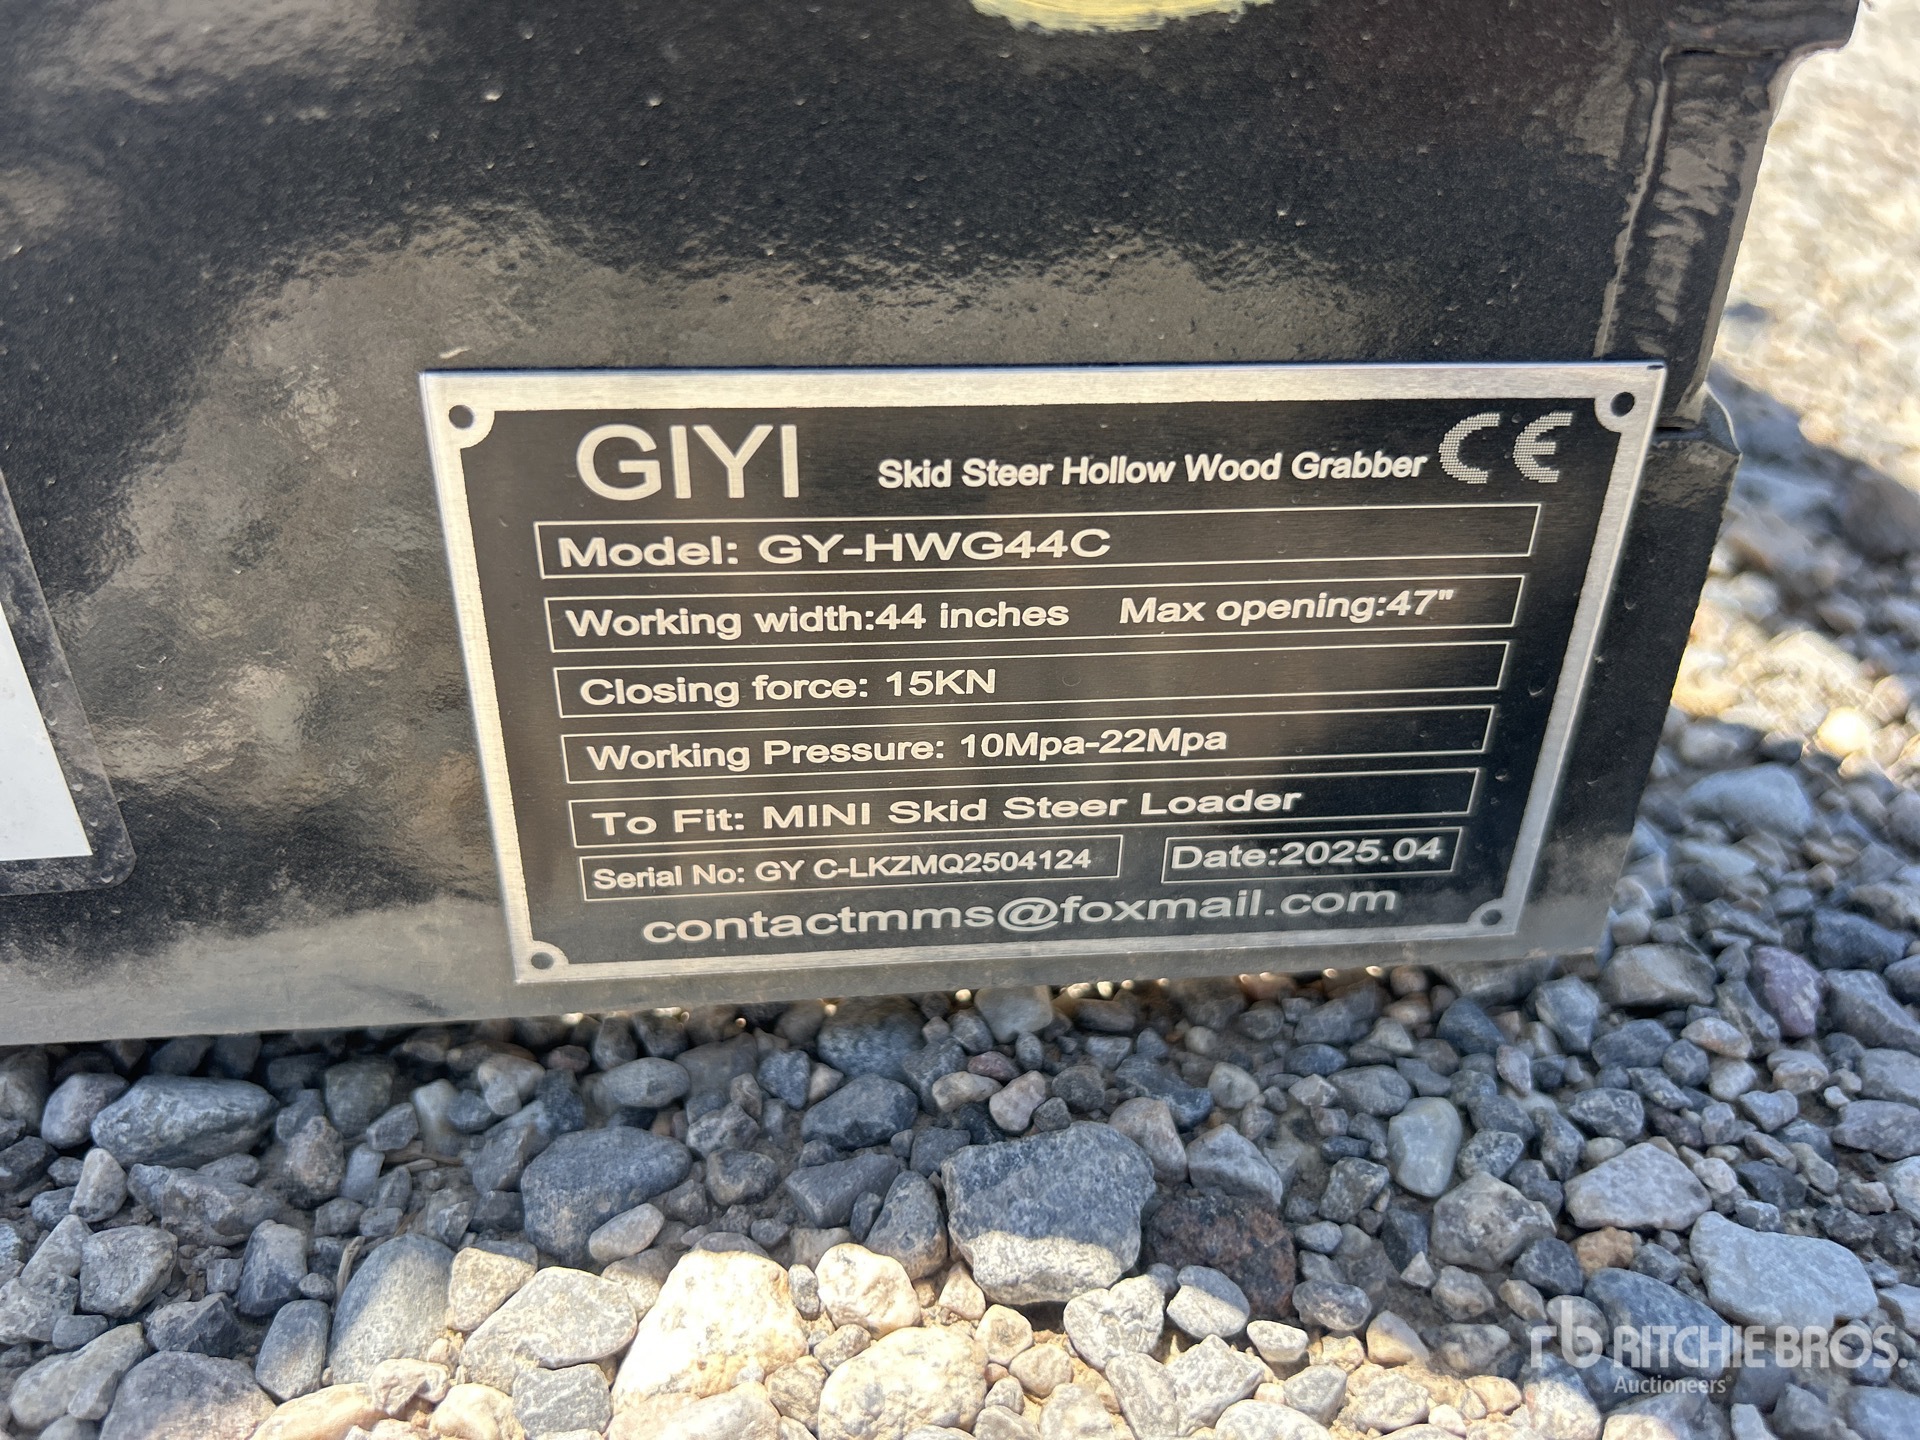 GIYI Skid Steer Hollow Wood Grabber CE
Model: GY-HWG44C
Working width:44 inches Max opening:47"
Closing force: 15KN
Working Pressure: 10Mpa-22Mpa
To Fit: MINI Skid Steer Loader
Serial No: GY C-LKZMQ2504124 Date:2025.04
contactmms@foxmail.com
rb RITCHIE BROS.
Auctioneers